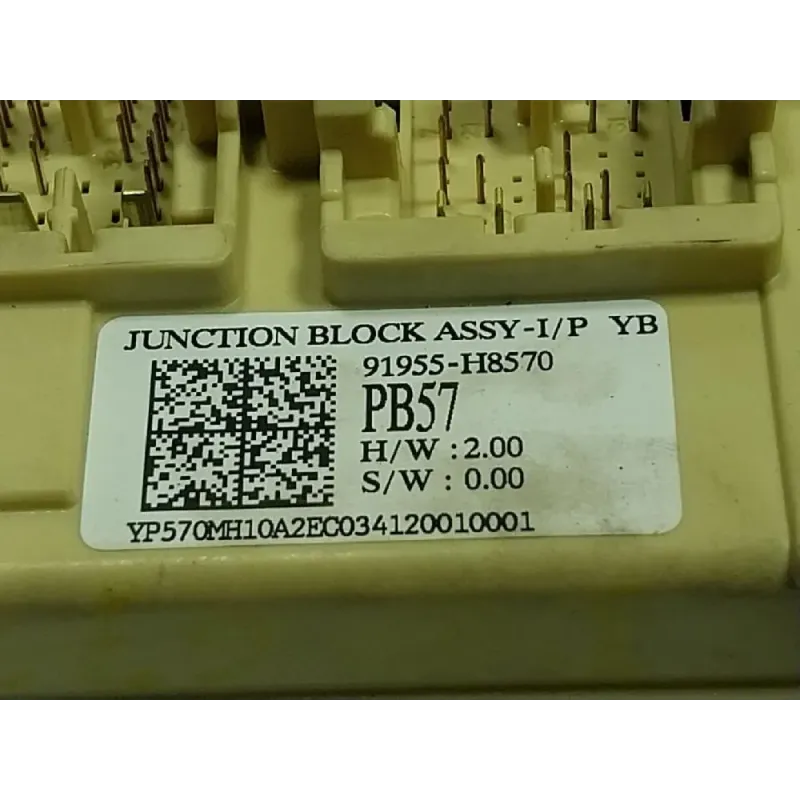 JUNCTION BLOCK ASSY-I/P YB
91955-H8570
PB57
H/W : 2.00
S/W : 0.00
YP570MH10A2EC034120010001